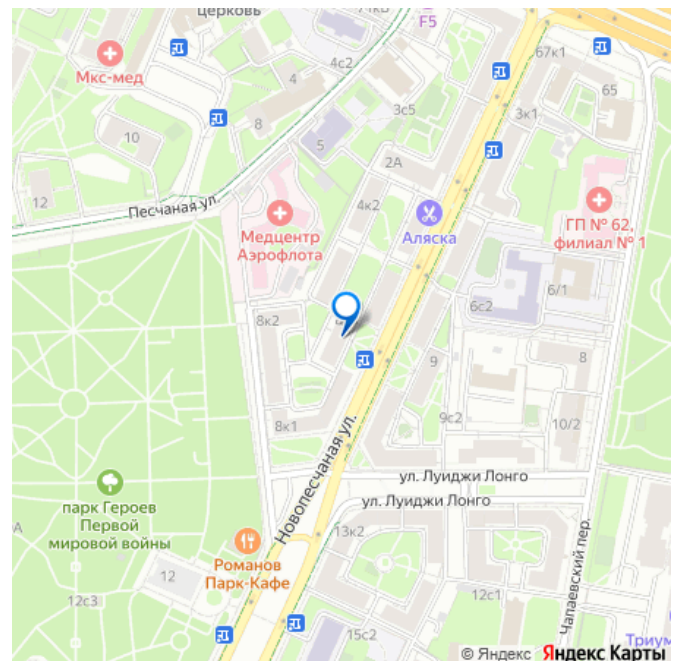 церковь
F5
4с2
67к1
Мкс-мед
4
65
3с5
3к1
8
10
5
2А
12
Песчаная ул.
4к2
Аляска
Медцентр
Аэрофлота
ГП № 62,
филиал № 1
6/1
6с2
8к2
9
8
9с2
10/2
8к1
Новопесчаная ул.
ул. Луиджи Лонго
ул. Луиджи Лонго
парк Героев
Первой
мировой войны
13к2
Романов
Парк-Кафе
12
12с3
12с1
Чапаевский пер.
15с2
Триум
© Яндекс Яндекс Карты